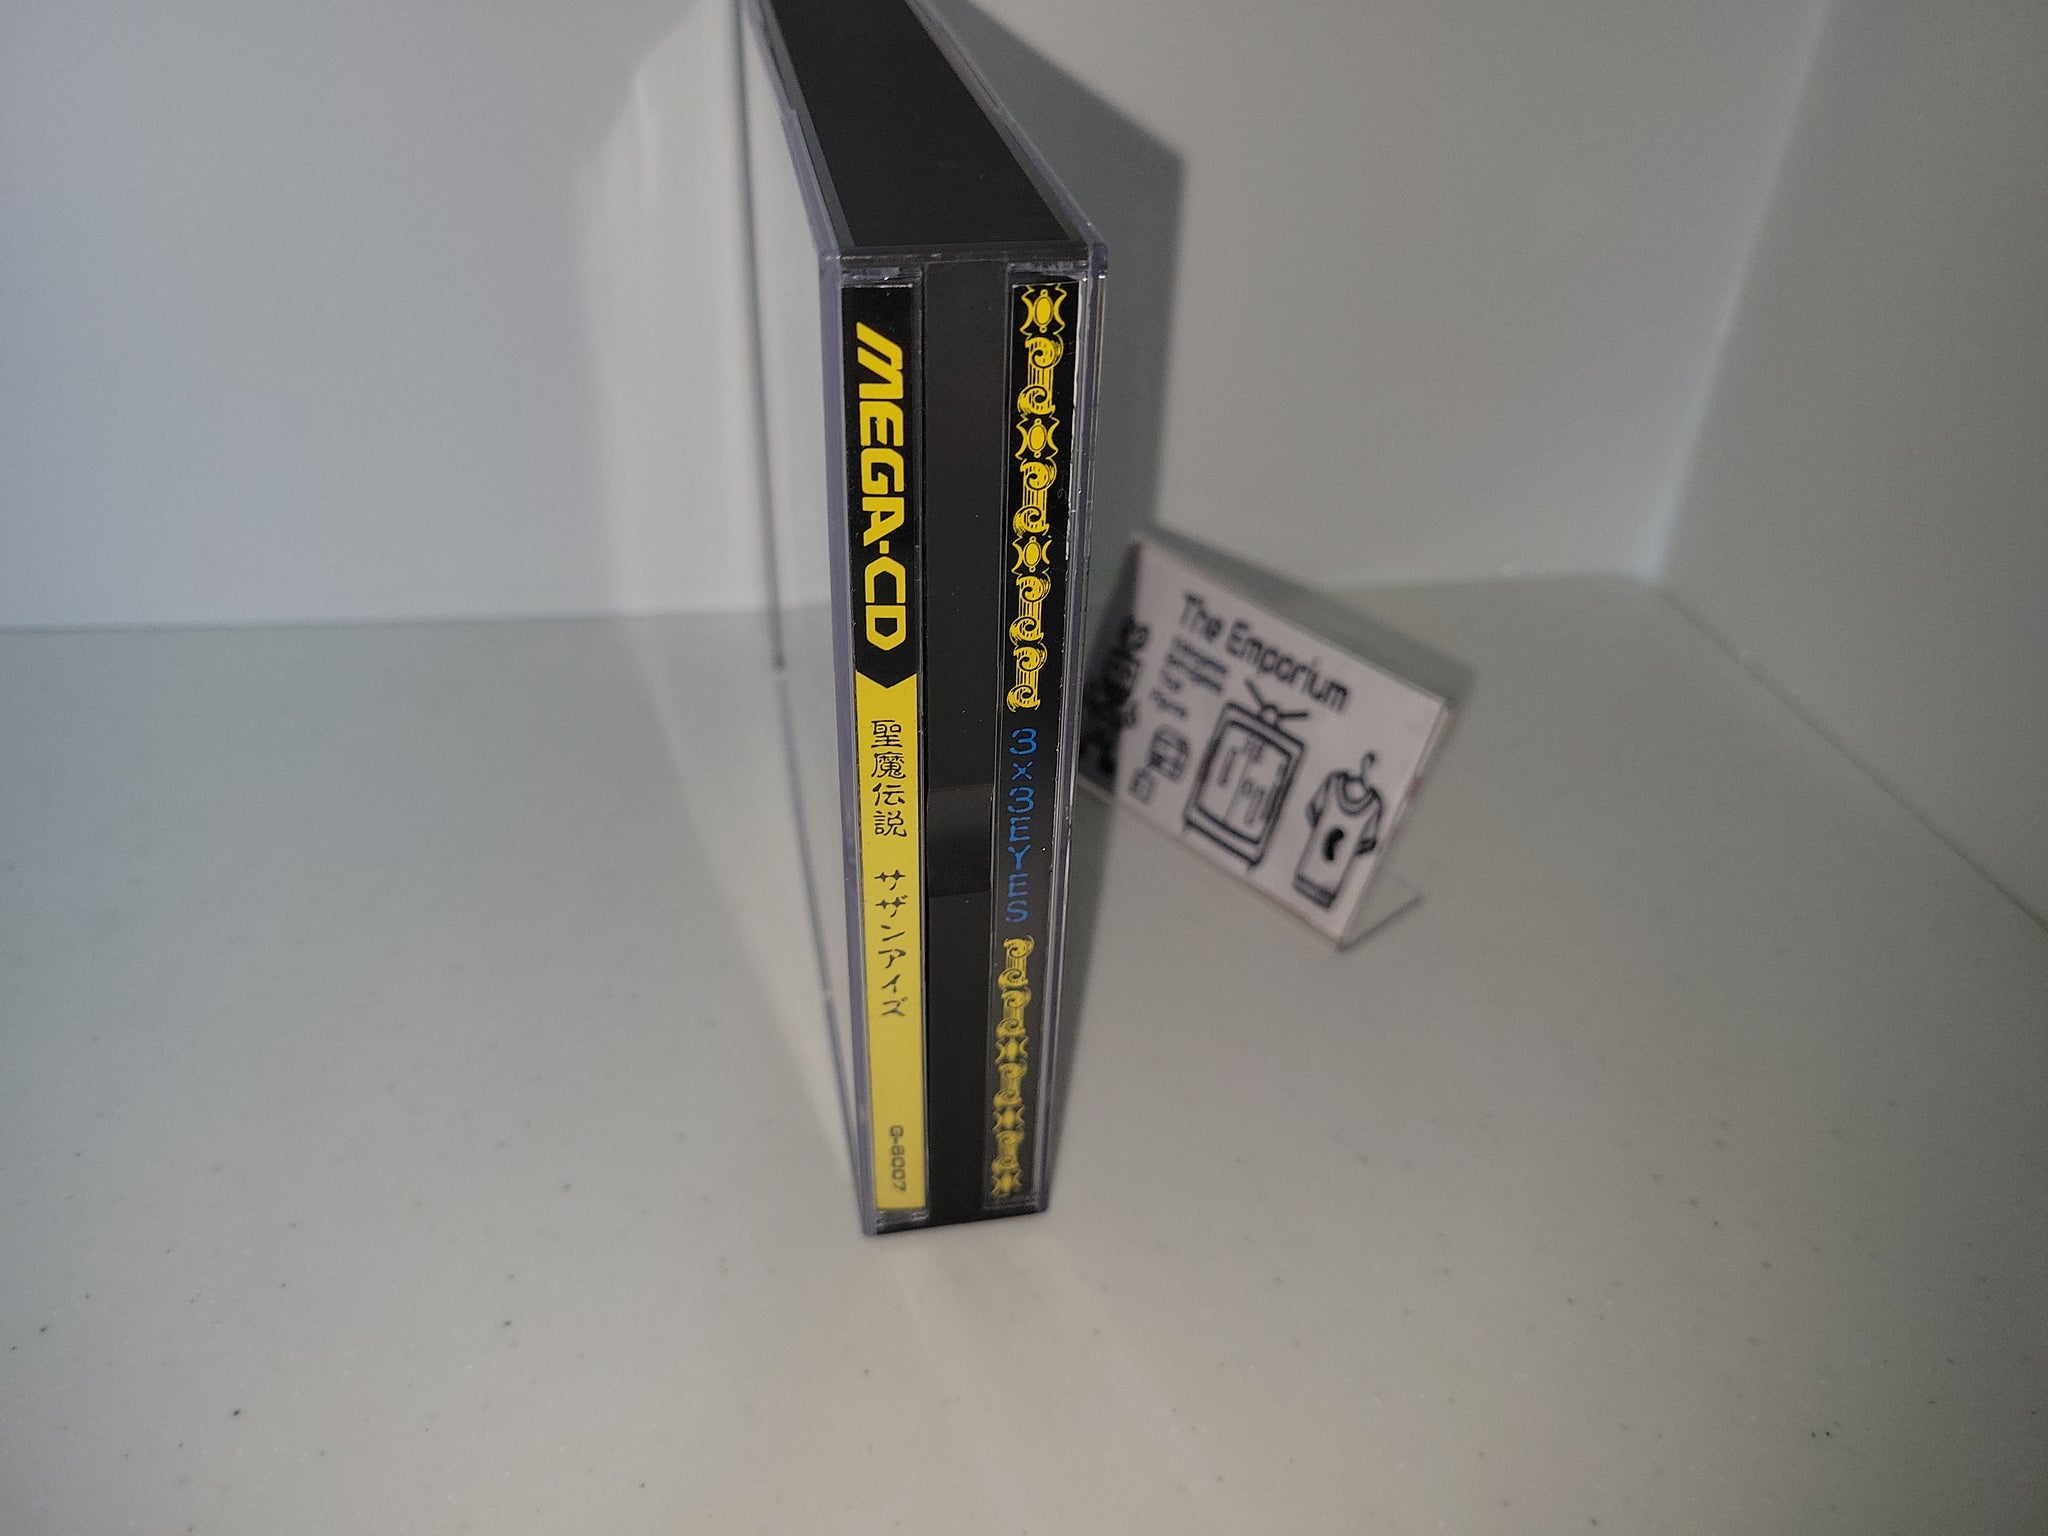 MEGA-CD
聖魔伝説 サザンアイズ
G-6007
3×3EYES
The Emporium